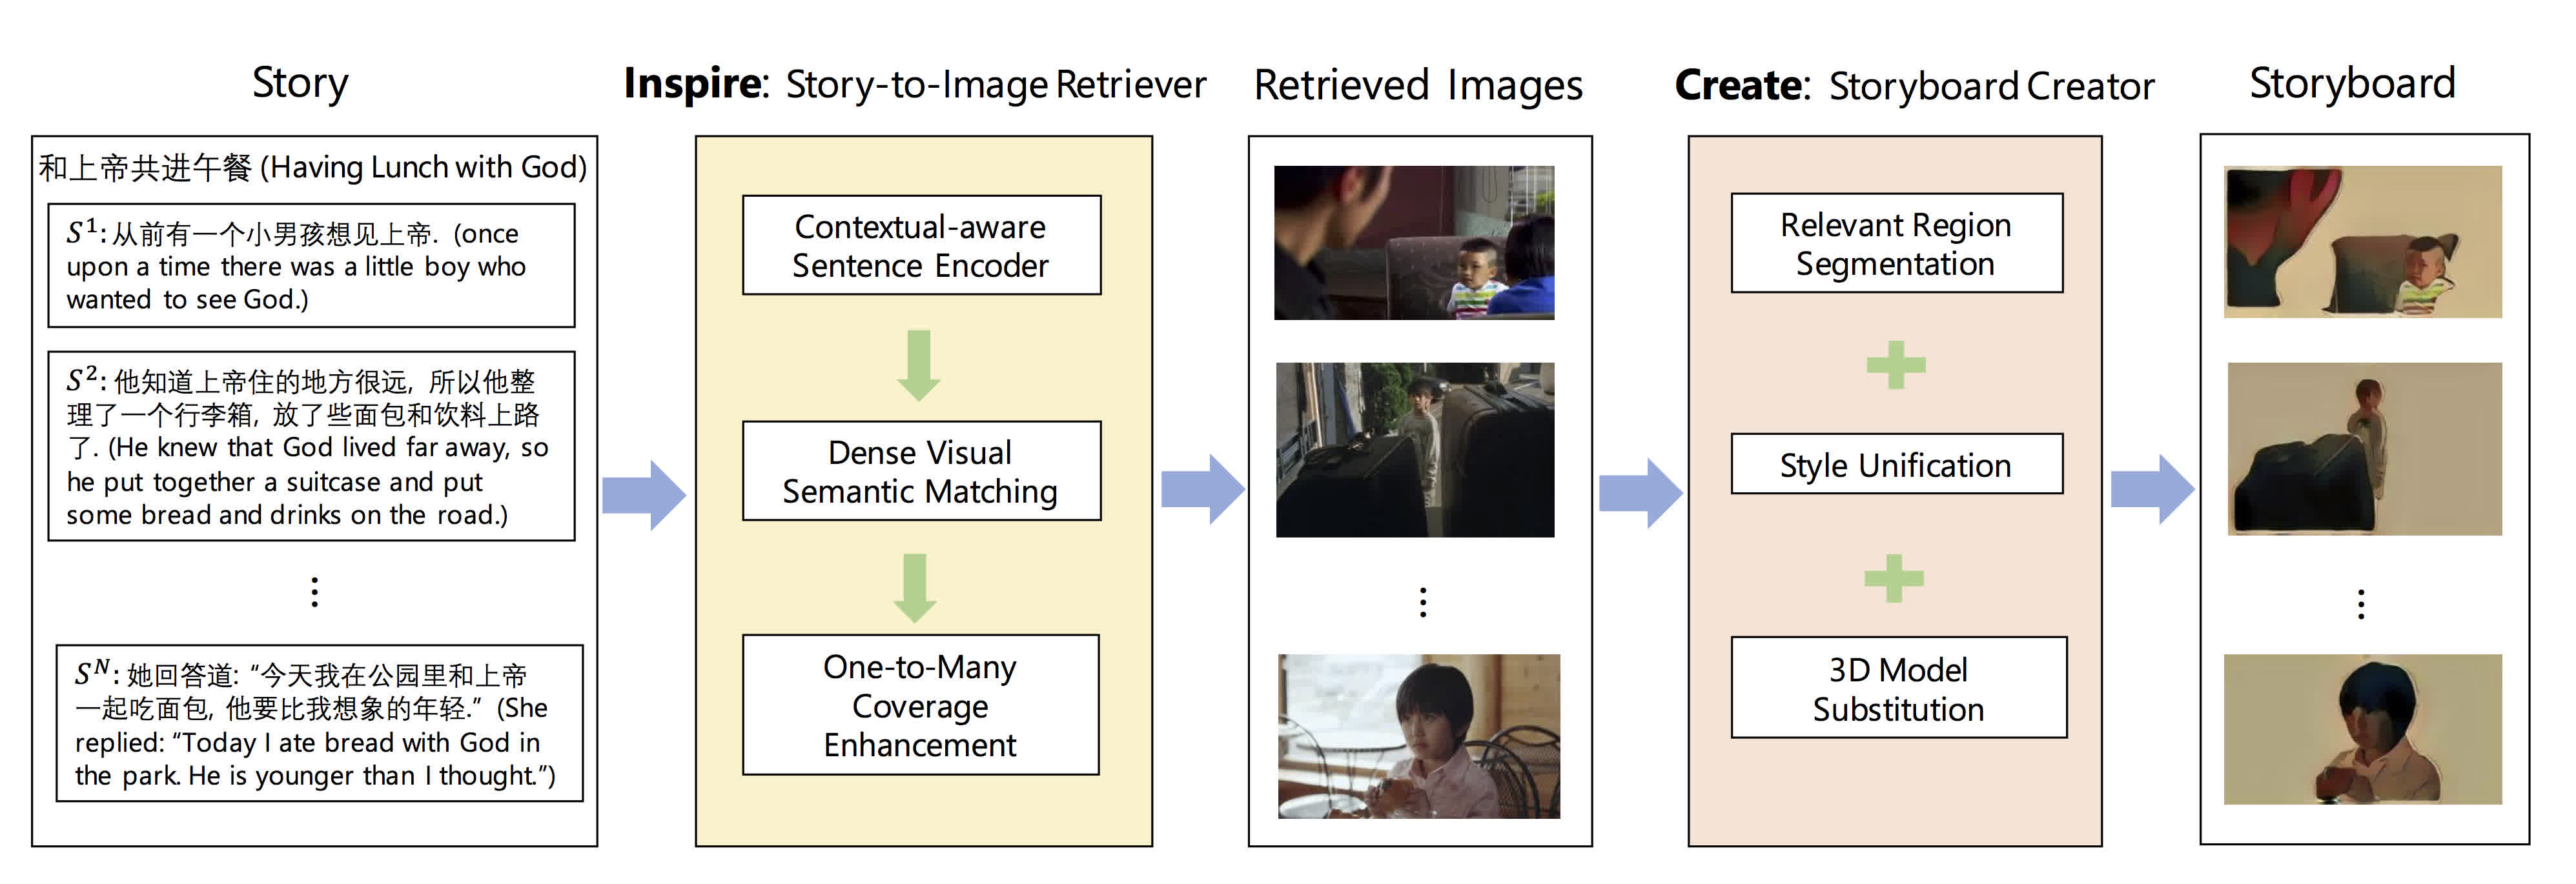 Story
和上帝共进午餐 (Having Lunch with God)
S¹: 从前有一个小男孩想见上帝. (once
upon a time there was a little boy who
wanted to see God.)
S²: 他知道上帝住的地方很远, 所以他整
理了一个行李箱, 放了些面包和饮料上路
了. (He knew that God lived far away, so
he put together a suitcase and put
some bread and drinks on the road.)
⋮
Sᴺ: 她回答道: “今天我在公园里和上帝
一起吃面包, 他要比我想象的年轻.” (She
replied: “Today I ate bread with God in
the park. He is younger than I thought.”)
Inspire: Story-to-Image Retriever
Contextual-aware
Sentence Encoder
Dense Visual
Semantic Matching
One-to-Many
Coverage
Enhancement
Retrieved Images
⋮
Create: Storyboard Creator
Relevant Region
Segmentation
Style Unification
3D Model
Substitution
Storyboard
⋮